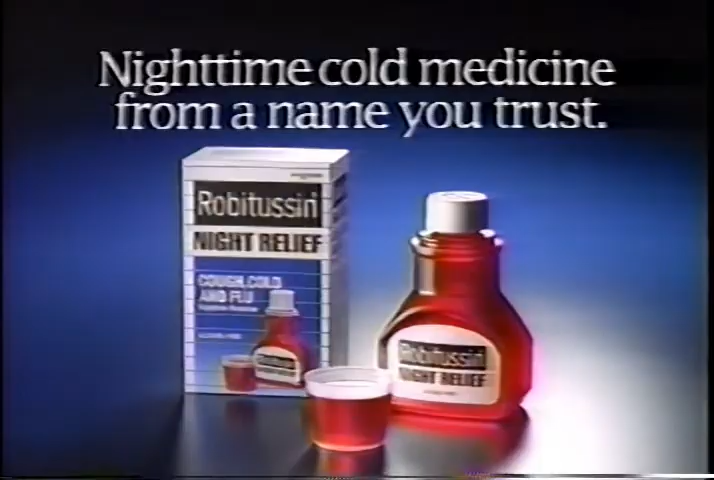 Nighttime cold medicine
from a name you trust.
Robitussin
NIGHT RELIEF
COUGH, COLD
AND FLU
Robitussin
NIGHT RELIEF